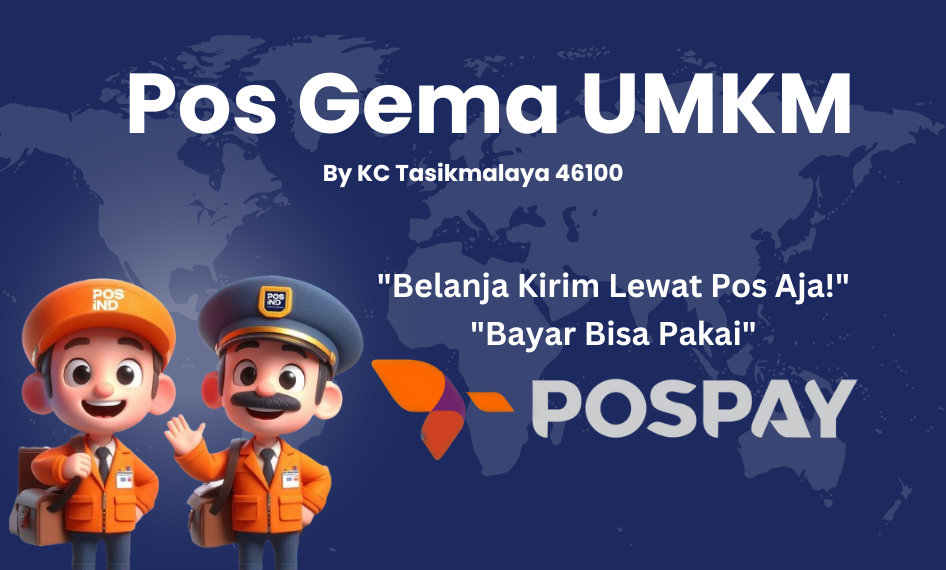 Pos Gema UMKM
By KC Tasikmalaya 46100
"Belanja Kirim Lewat Pos Aja!"
"Bayar Bisa Pakai"
POSPAY
POS
IND
POS
IND